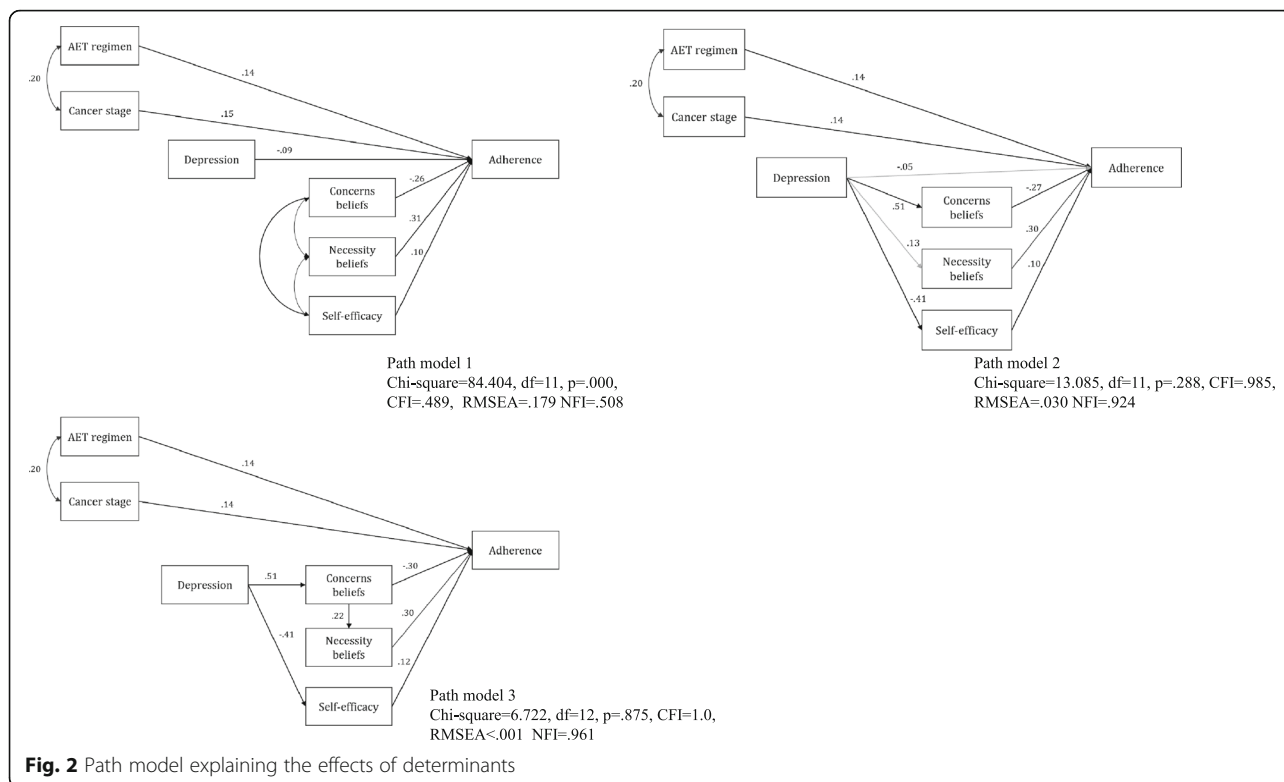 AET regimen
.20
.14
Cancer stage
.15
Depression
-.09
Adherence
Concerns
beliefs
-.26
.31
Necessity
beliefs
.10
Self-efficacy
Path model 1
Chi-square=84.404, df=11, p=.000,
CFI=.489, RMSEA=.179 NFI=.508
AET regimen
.20
.14
Cancer stage
.14
Depression
-.05
Adherence
.51
Concerns
beliefs
-.27
.30
.13
Necessity
beliefs
.10
-.41
Self-efficacy
Path model 2
Chi-square=13.085, df=11, p=.288, CFI=.985,
RMSEA=.030 NFI=.924
AET regimen
.20
.14
Cancer stage
.14
Adherence
Depression
.51
Concerns
beliefs
-.30
.22
.30
-.41
Necessity
beliefs
.12
Self-efficacy
Path model 3
Chi-square=6.722, df=12, p=.875, CFI=1.0,
RMSEA<.001 NFI=.961
Fig. 2 Path model explaining the effects of determinants